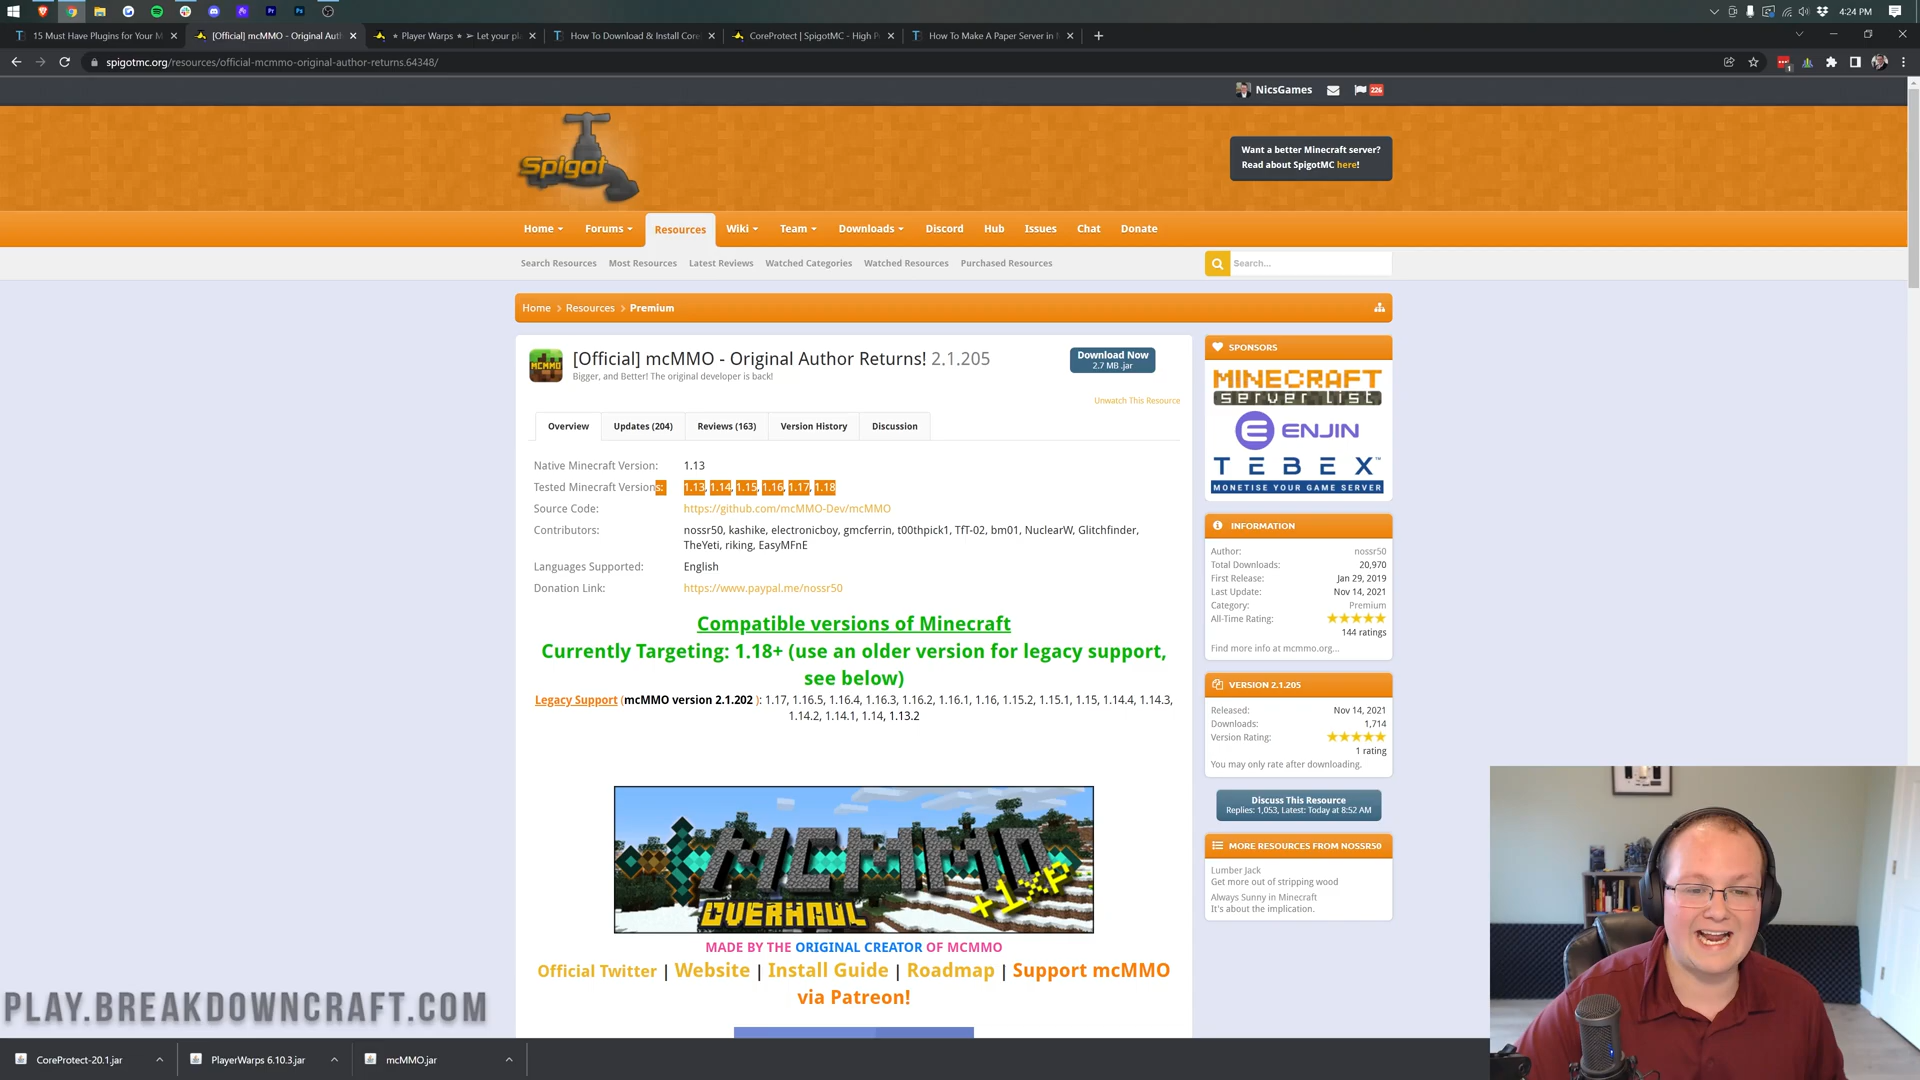 4:24 PM
15 Must Have Plugins for Your M
[Official] mcMMO - Original Auth
★ Player Warps ★ ➢ Let your pl
How To Download & Install Core
CoreProtect | SpigotMC - High P
How To Make A Paper Server in
spigotmc.org/resources/official-mcmmo-original-author-returns.64348/
1
NicsGames
226
Spigot
Want a better Minecraft server?
Read about SpigotMC here!
Home Forums Resources Wiki Team Downloads Discord Hub Issues Chat Donate
Search Resources Most Resources Latest Reviews Watched Categories Watched Resources Purchased Resources
Search...
Home Resources Premium
MCMMO
[Official] mcMMO - Original Author Returns! 2.1.205
Bigger, and Better! The original developer is back!
Download Now
2.7 MB .jar
Unwatch This Resource
Overview Updates (204) Reviews (163) Version History Discussion
Native Minecraft Version: 1.13
Tested Minecraft Versions: 1.13, 1.14, 1.15, 1.16, 1.17, 1.18
Source Code: https://github.com/mcMMO-Dev/mcMMO
Contributors: nossr50, kashike, electronicboy, gmcferrin, t00thpick1, TfT-02, bm01, NuclearW, Glitchfinder,
TheYeti, riking, EasyMFnE
Languages Supported: English
Donation Link: https://www.paypal.me/nossr50
Compatible versions of Minecraft
Currently Targeting: 1.18+ (use an older version for legacy support,
see below)
Legacy Support (mcMMO version 2.1.202 ): 1.17, 1.16.5, 1.16.4, 1.16.3, 1.16.2, 1.16.1, 1.16, 1.15.2, 1.15.1, 1.15, 1.14.4, 1.14.3,
1.14.2, 1.14.1, 1.14, 1.13.2
MCMMO
OVERHAUL
+1XP
MADE BY THE ORIGINAL CREATOR OF MCMMO
Official Twitter | Website | Install Guide | Roadmap | Support mcMMO
via Patreon!
SPONSORS
MINECRAFT
server list
ENJIN
TEBEX™
MONETISE YOUR GAME SERVER
INFORMATION
Author: nossr50
Total Downloads: 20,970
First Release: Jan 29, 2019
Last Update: Nov 14, 2021
Category: Premium
All-Time Rating: ★★★★★
144 ratings
Find more info at mcmmo.org...
VERSION 2.1.205
Released: Nov 14, 2021
Downloads: 1,714
Version Rating: ★★★★★
1 rating
You may only rate after downloading.
Discuss This Resource
Replies: 1,053, Latest: Today at 8:52 AM
MORE RESOURCES FROM NOSSR50
Lumber Jack
Get more out of stripping wood
Always Sunny in Minecraft
It's about the implication.
PLAY.BREAKDOWNCRAFT.COM
CoreProtect-20.1.jar
PlayerWarps 6.10.3.jar
mcMMO.jar